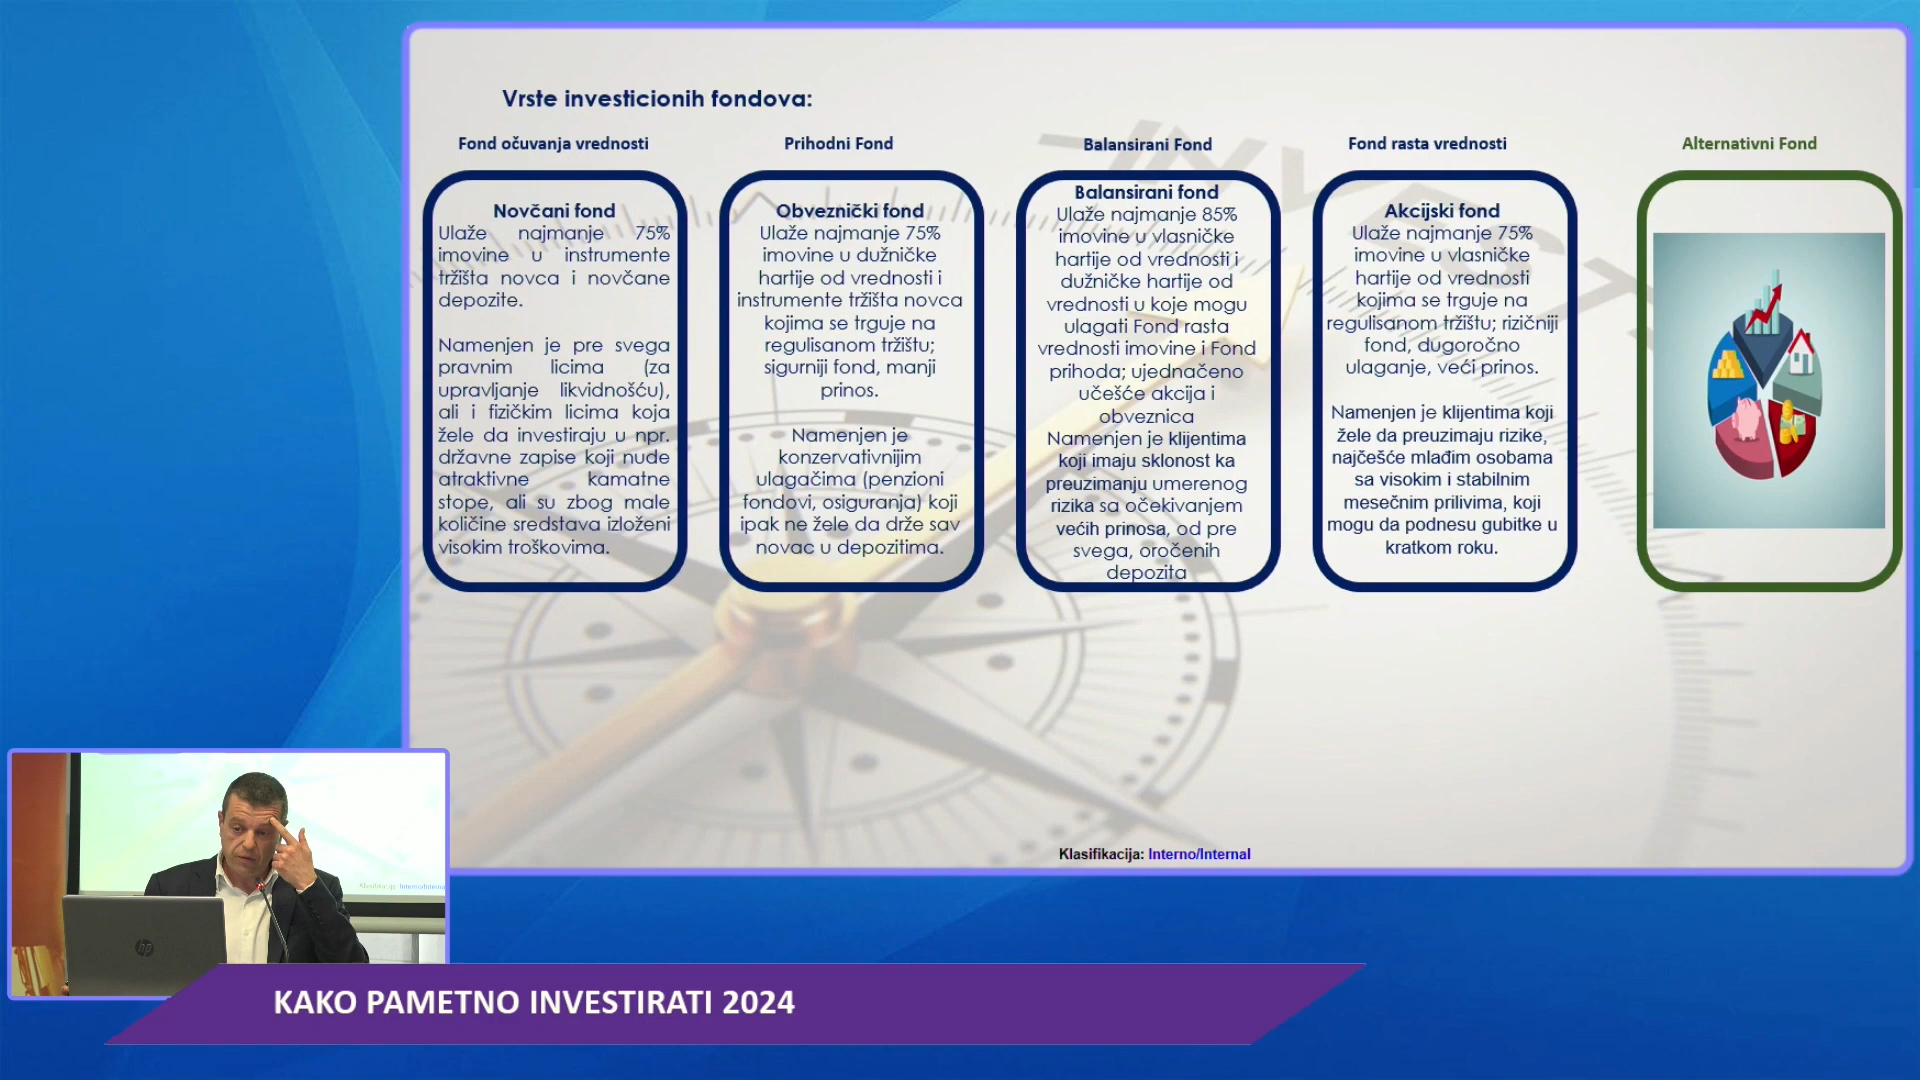 Vrste investicionih fondova:
Fond očuvanja vrednosti
Novčani fond
Ulaže najmanje 75%
imovine u instrumente
tržišta novca i novčane
depozite.
Namenjen je pre svega
pravnim licima (za
upravljanje likvidnošću),
ali i fizičkim licima koja
žele da investiraju u npr.
državne zapise koji nude
atraktivne kamatne
stope, ali su zbog male
količine sredstava izloženi
visokim troškovima.
Prihodni Fond
Obveznički fond
Ulaže najmanje 75%
imovine u dužničke
hartije od vrednosti i
instrumente tržišta novca
kojima se trguje na
regulisanom tržištu;
sigurniji fond, manji
prinos.
Namenjen je
konzervativnijim
ulagačima (penzioni
fondovi, osiguranja) koji
ipak ne žele da drže sav
novac u depozitima.
Balansirani Fond
Balansirani fond
Ulaže najmanje 85%
imovine u vlasničke
hartije od vrednosti i
dužničke hartije od
vrednosti u koje mogu
ulagati Fond rasta
vrednosti imovine i Fond
prihoda; ujednačeno
učešće akcija i
obveznica
Namenjen je klijentima
koji imaju sklonost ka
preuzimanju umerenog
rizika sa očekivanjem
većih prinosa, od pre
svega, oročenih
depozita
Fond rasta vrednosti
Akcijski fond
Ulaže najmanje 75%
imovine u vlasničke
hartije od vrednosti
kojima se trguje na
regulisanom tržištu; rizičniji
fond, dugoročno
ulaganje, veći prinos.
Namenjen je klijentima koji
žele da preuzimaju rizike,
najčešće mlađim osobama
sa visokim i stabilnim
mesečnim prilivima, koji
mogu da podnesu gubitke u
kratkom roku.
Alternativni Fond
INVEST
Klasifikacija: Interno/Internal
Klasifikacija: Interno/Internal
hp
KAKO PAMETNO INVESTIRATI 2024